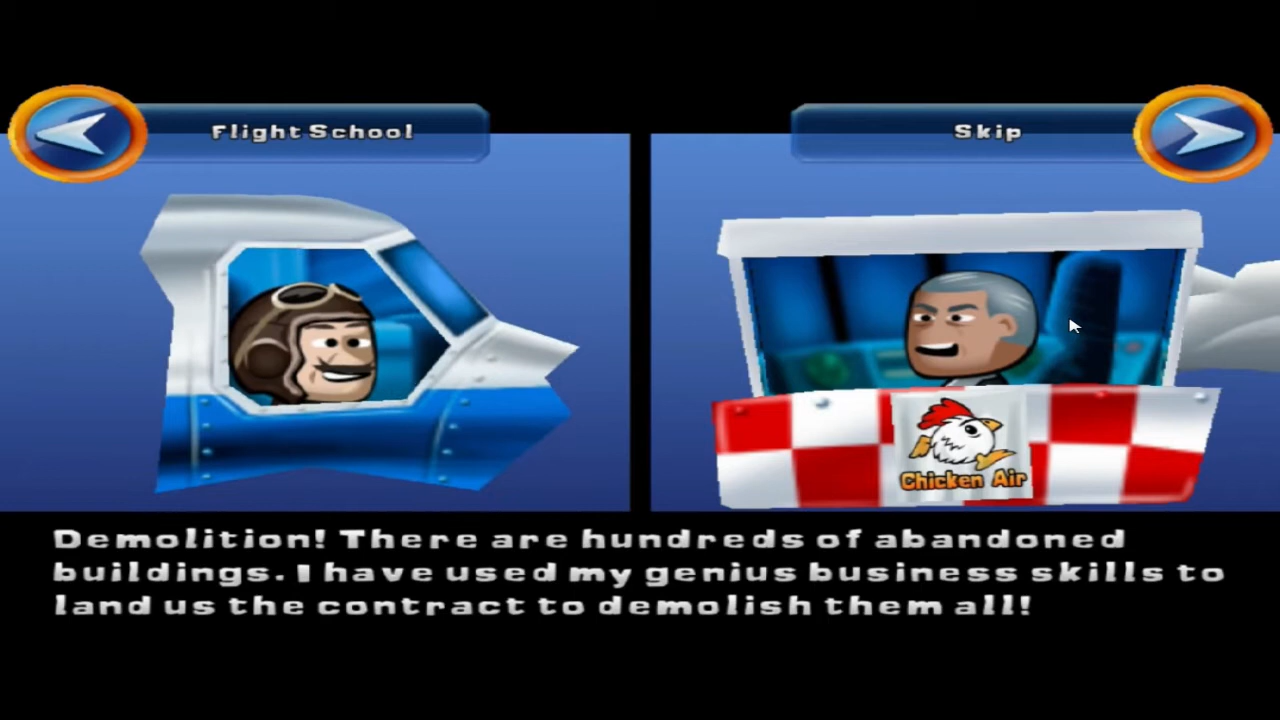 Flight School
Skip
Chicken Air
Demolition! There are hundreds of abandoned
buildings. I have used my genius business skills to
land us the contract to demolish them all!